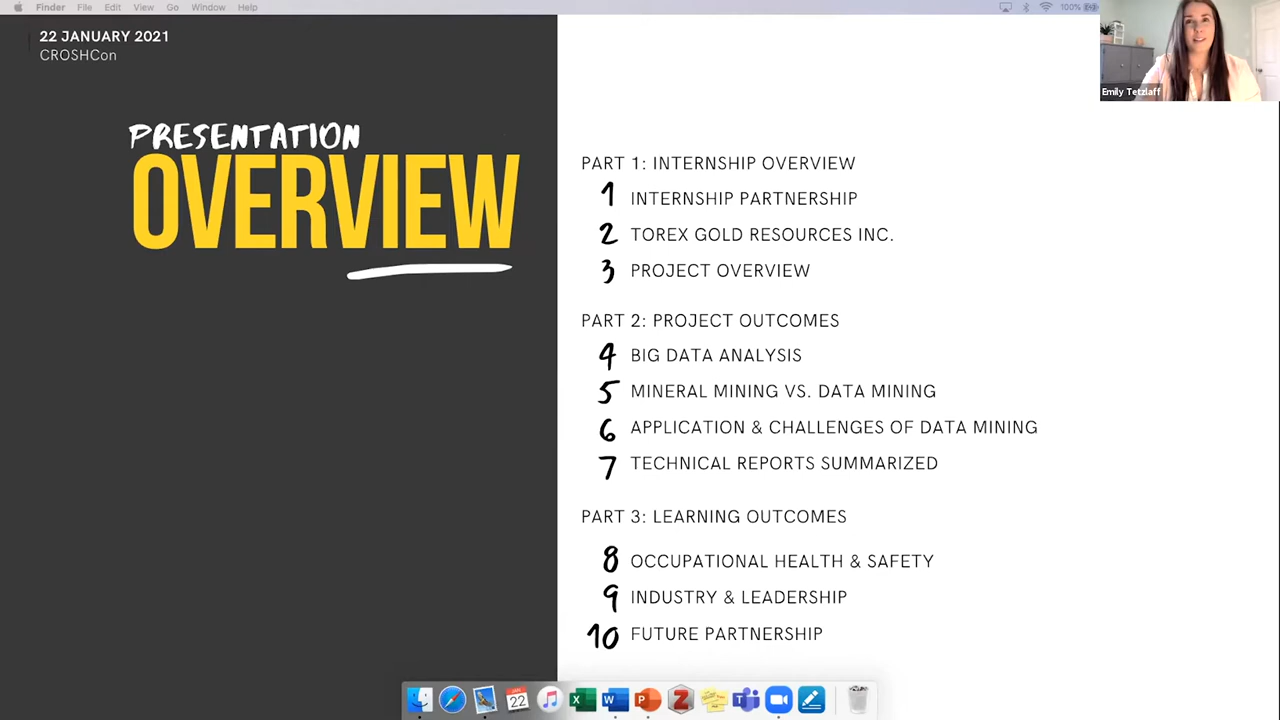 Finder File Edit View Go Window Help 100%
22 JANUARY 2021
CROSHCon
Emily Tetzlaff
PRESENTATION
OVERVIEW
PART 1: INTERNSHIP OVERVIEW
1 INTERNSHIP PARTNERSHIP
2 TOREX GOLD RESOURCES INC.
3 PROJECT OVERVIEW
PART 2: PROJECT OUTCOMES
4 BIG DATA ANALYSIS
5 MINERAL MINING VS. DATA MINING
6 APPLICATION & CHALLENGES OF DATA MINING
7 TECHNICAL REPORTS SUMMARIZED
PART 3: LEARNING OUTCOMES
8 OCCUPATIONAL HEALTH & SAFETY
9 INDUSTRY & LEADERSHIP
10 FUTURE PARTNERSHIP
JAN
22
X
W
P
Z
T